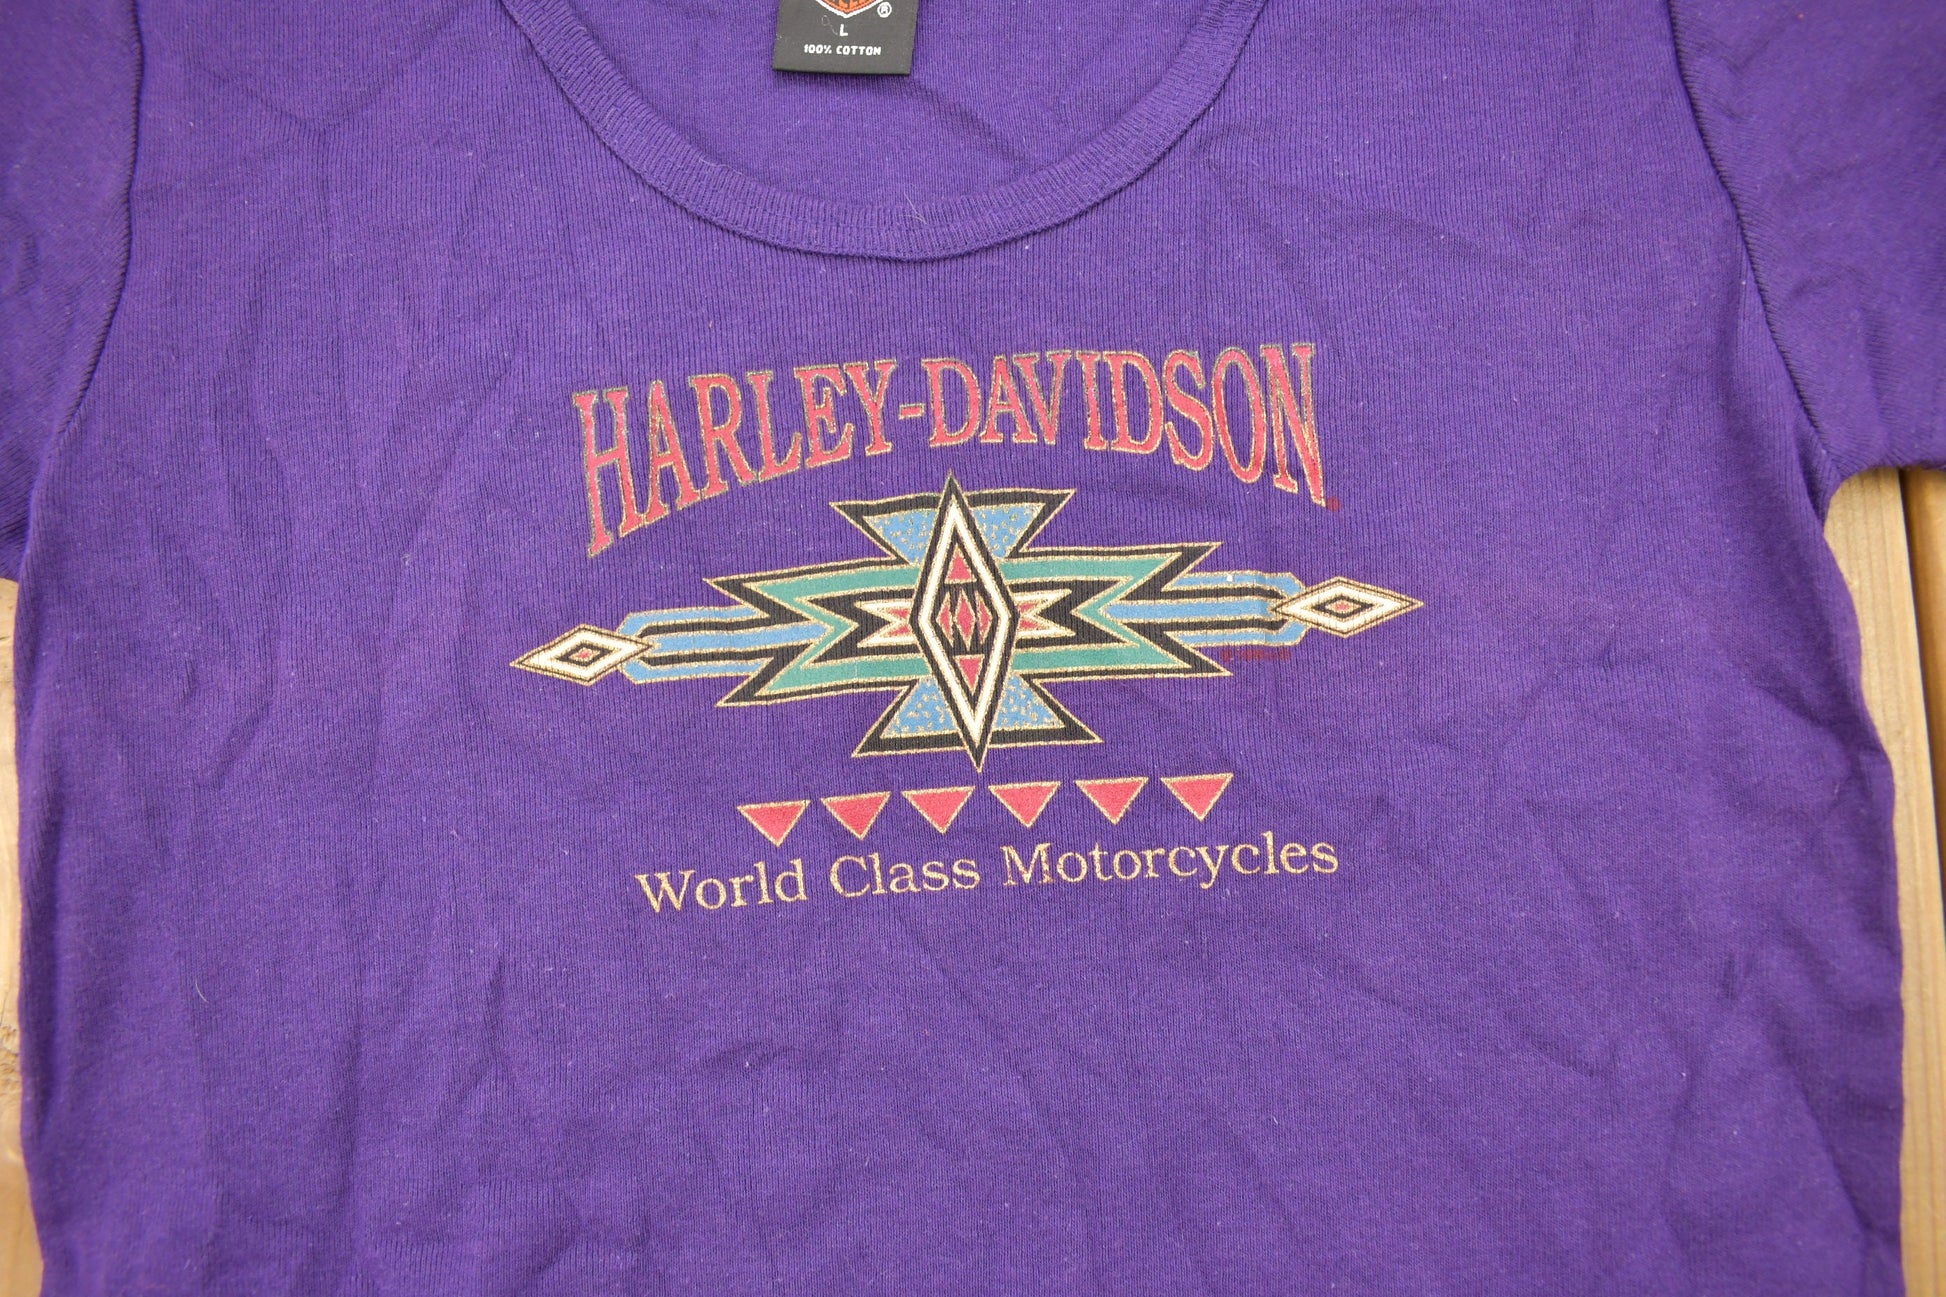 ®
L
100% COTTON
HARLEY-DAVIDSON
World Class Motorcycles